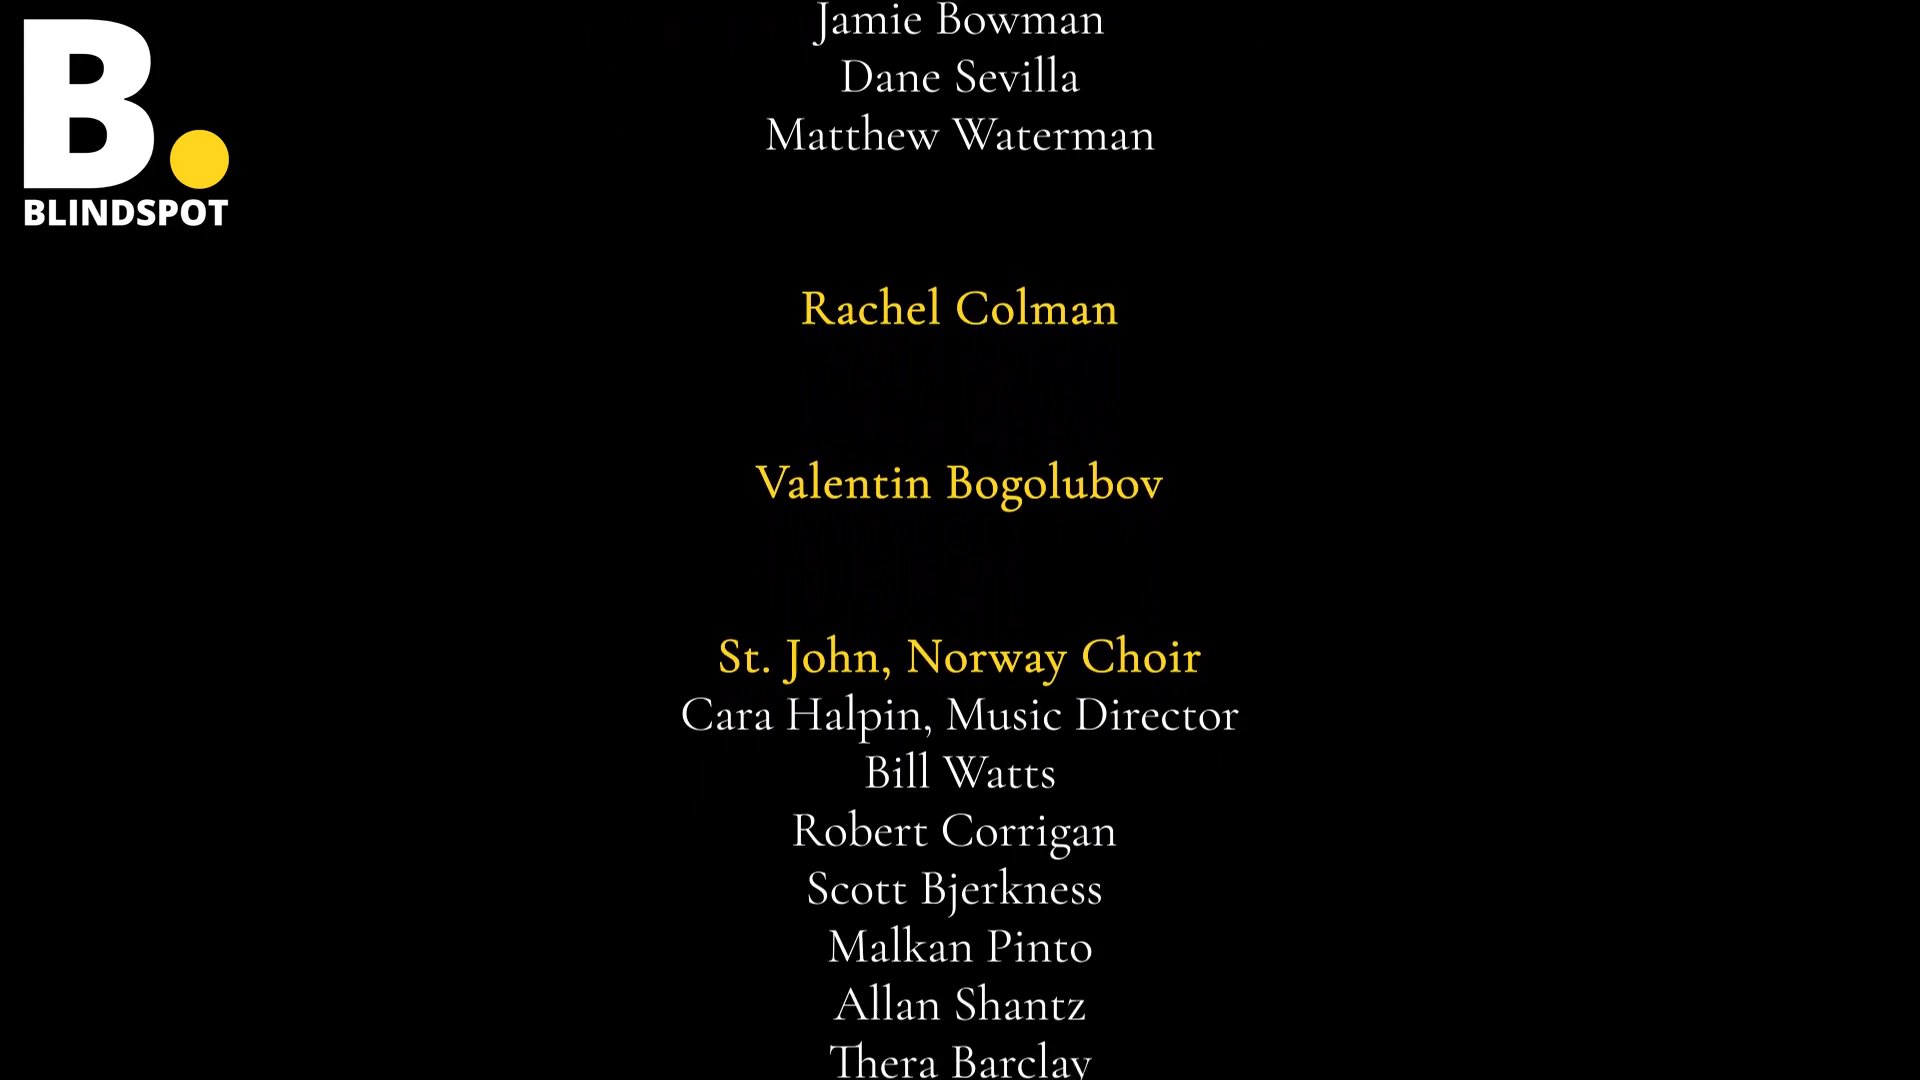 B.
BLINDSPOT
Jamie Bowman
Dane Sevilla
Matthew Waterman
Rachel Colman
Valentin Bogolubov
St. John, Norway Choir
Cara Halpin, Music Director
Bill Watts
Robert Corrigan
Scott Bjerkness
Malkan Pinto
Allan Shantz
Thera Barclay